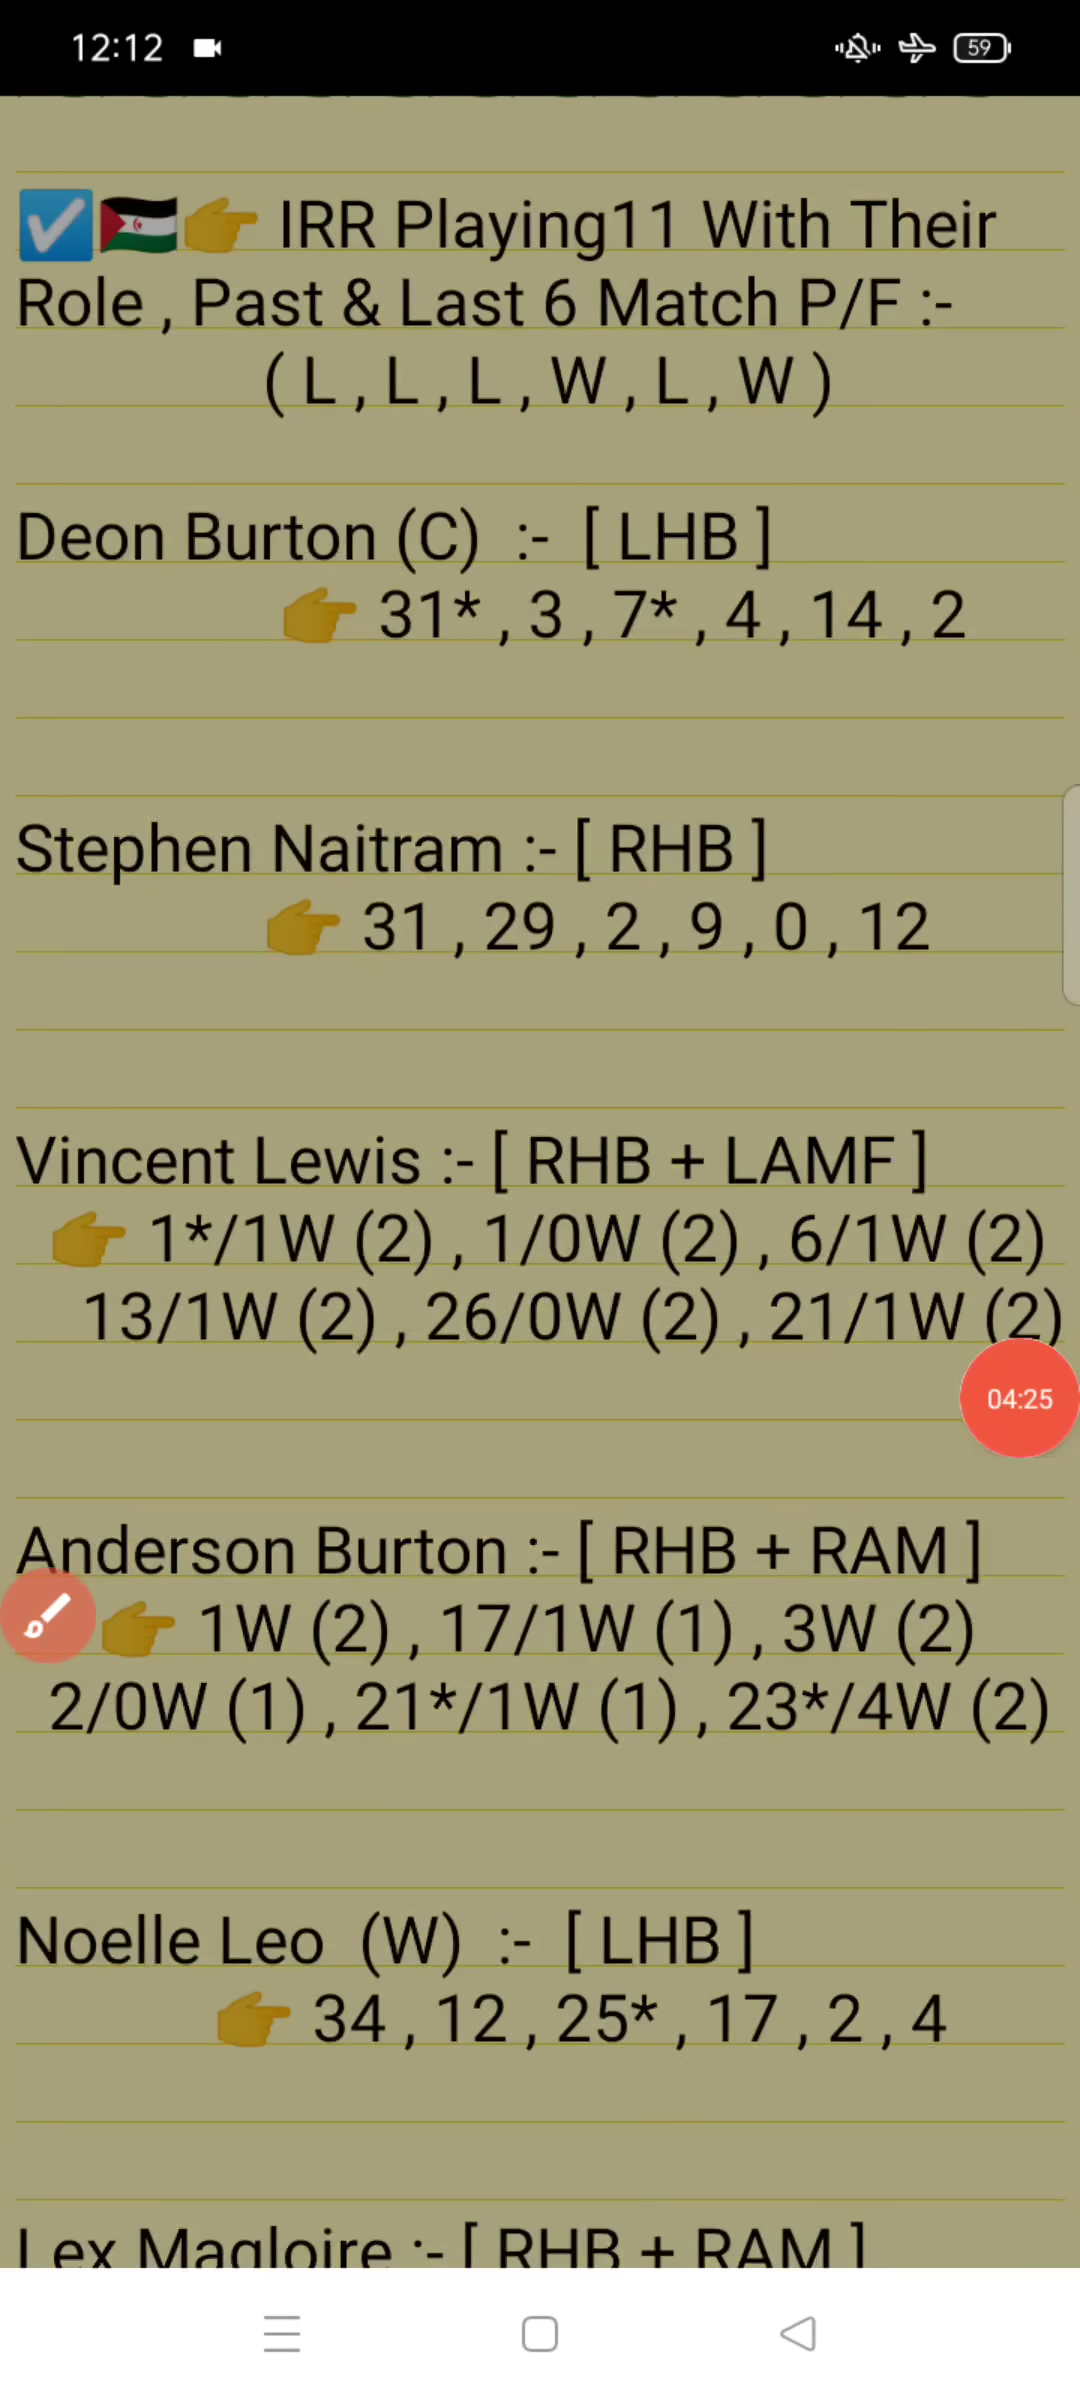 12:12
59
☑️🇪🇭👉 IRR Playing11 With Their
Role , Past & Last 6 Match P/F :-
( L , L , L , W , L , W )
Deon Burton (C) :- [ LHB ]
👉 31* , 3 , 7* , 4 , 14 , 2
Stephen Naitram :- [ RHB ]
👉 31 , 29 , 2 , 9 , 0 , 12
Vincent Lewis :- [ RHB + LAMF ]
👉 1*/1W (2) , 1/0W (2) , 6/1W (2)
13/1W (2) , 26/0W (2) , 21/1W (2)
04:25
Anderson Burton :- [ RHB + RAM ]
👉 1W (2) , 17/1W (1) , 3W (2)
2/0W (1) , 21*/1W (1) , 23*/4W (2)
Noelle Leo (W) :- [ LHB ]
👉 34 , 12 , 25* , 17 , 2 , 4
Lex Magloire :- [ RHB + RAM ]